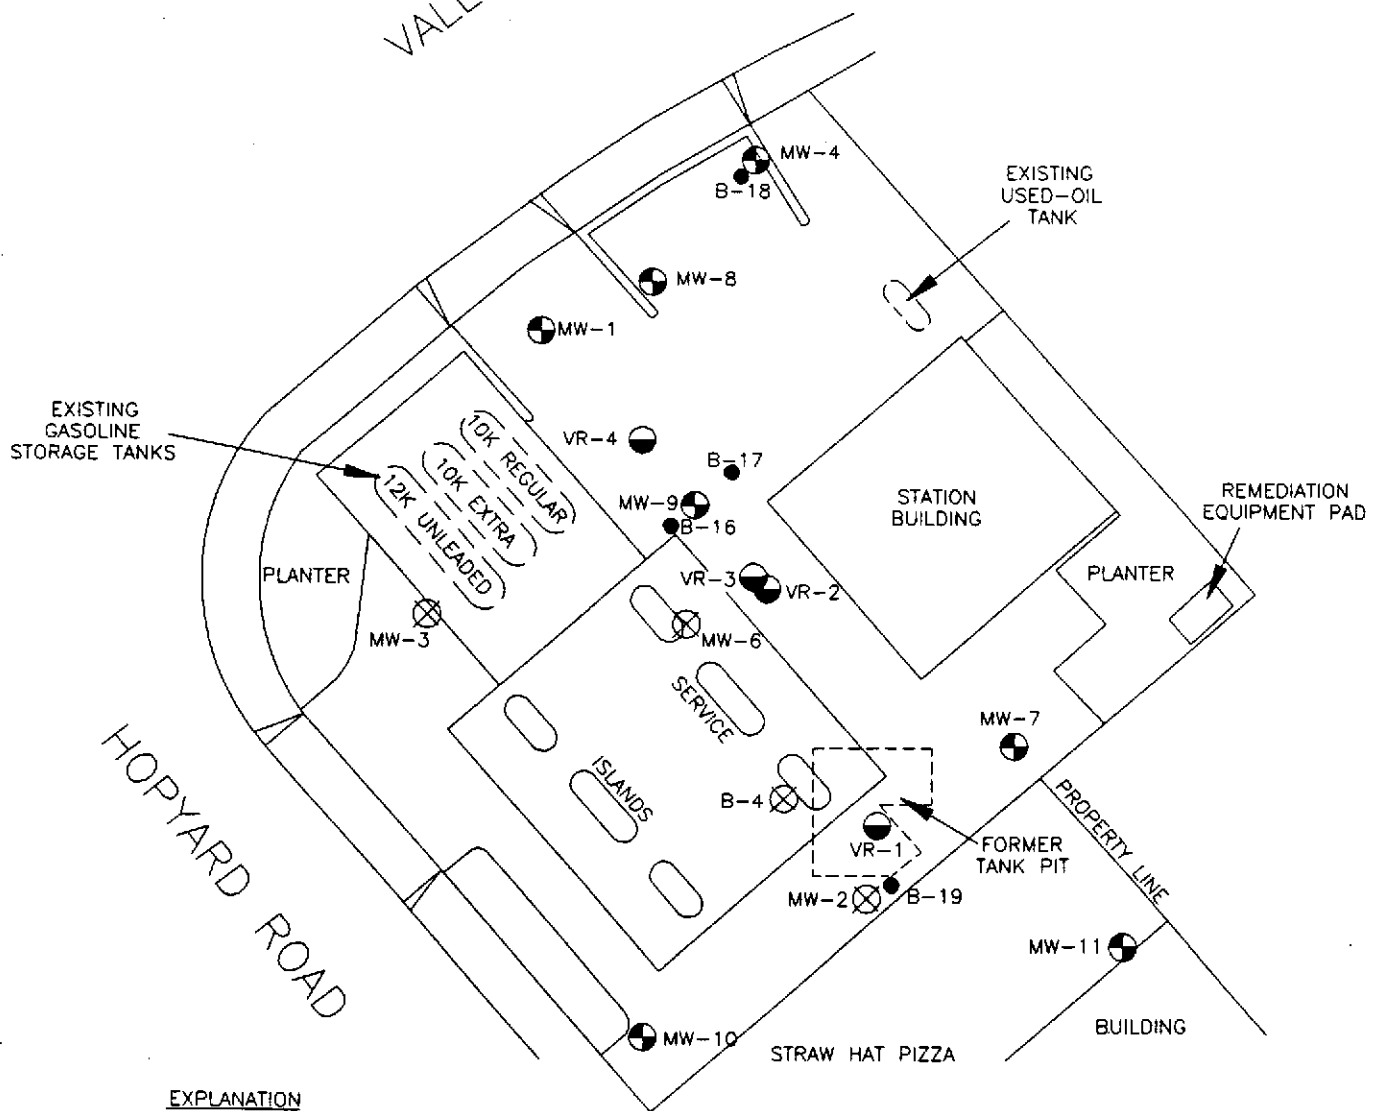 VALL
MW-4
B-18
EXISTING
USED-OIL
TANK
MW-8
MW-1
EXISTING
GASOLINE
STORAGE TANKS
10K REGULAR
10K EXTRA
12K UNLEADED
VR-4
B-17
MW-9
B-16
STATION
BUILDING
REMEDIATION
EQUIPMENT PAD
PLANTER
PLANTER
VR-3
VR-2
MW-3
MW-6
SERVICE
ISLANDS
MW-7
B-4
VR-1
FORMER
TANK PIT
PROPERTY LINE
MW-2
B-19
HOPYARD ROAD
MW-11
MW-10
STRAW HAT PIZZA
BUILDING
EXPLANATION